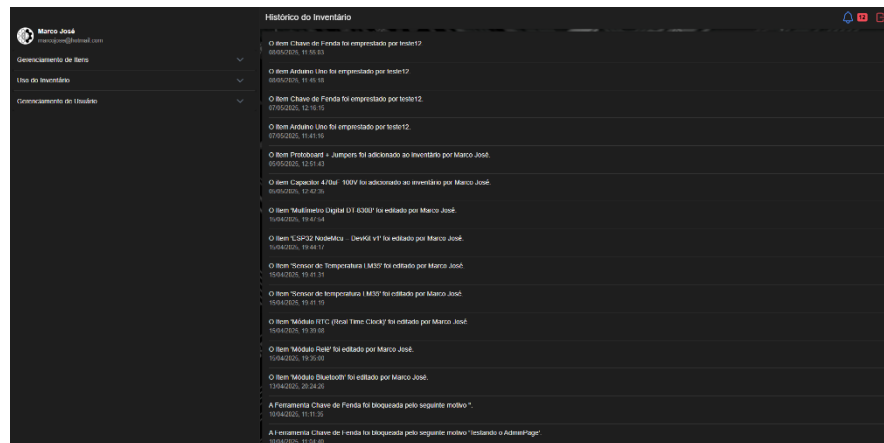 Marco José
marcojose@hotmail.com
Gerenciamento de Itens
Uso do Inventário
Gerenciamento de Usuário
Histórico do Inventário
12
O item Chave de Fenda foi emprestado por teste12.
08/05/2025, 11:55:03
O item Arduino Uno foi emprestado por teste12.
08/05/2025, 11:45:18
O item Chave de Fenda foi emprestado por teste12.
07/05/2025, 12:16:15
O item Arduino Uno foi emprestado por teste12.
07/05/2025, 11:41:16
O item Protoboard + Jumpers foi adicionado ao inventário por Marco José.
05/05/2025, 12:51:43
O item Capacitor 470uF 100V foi adicionado ao inventário por Marco José.
05/05/2025, 12:42:35
O Item 'Multímetro Digital DT-830D' foi editado por Marco José.
15/04/2025, 19:47:54
O Item 'ESP32 NodeMcu – DevKit v1' foi editado por Marco José.
15/04/2025, 19:44:17
O Item 'Sensor de Temperatura LM35' foi editado por Marco José.
15/04/2025, 19:41:31
O Item 'Sensor de temperatura LM35' foi editado por Marco José.
15/04/2025, 19:41:19
O Item 'Módulo RTC (Real Time Clock)' foi editado por Marco José.
15/04/2025, 19:39:08
O Item 'Módulo Relé' foi editado por Marco José.
15/04/2025, 19:35:00
O Item 'Módulo Bluetooth' foi editado por Marco José.
13/04/2025, 20:24:26
A Ferramenta Chave de Fenda foi bloqueada pelo seguinte motivo ''.
10/04/2025, 11:11:35
A Ferramenta Chave de Fenda foi bloqueada pelo seguinte motivo 'Testando o AdminPage'.